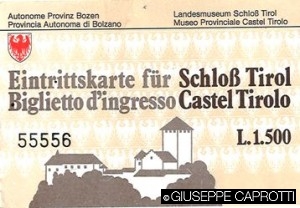 Autonome Provinz Bozen
Provincia Autonoma di Bolzano
Landesmuseum Schloß Tirol
Museo Provinciale Castel Tirolo
Eintrittskarte für Schloß Tirol
Biglietto d'ingresso Castel Tirolo
55556
L.1.500
©GIUSEPPE CAPROTTI